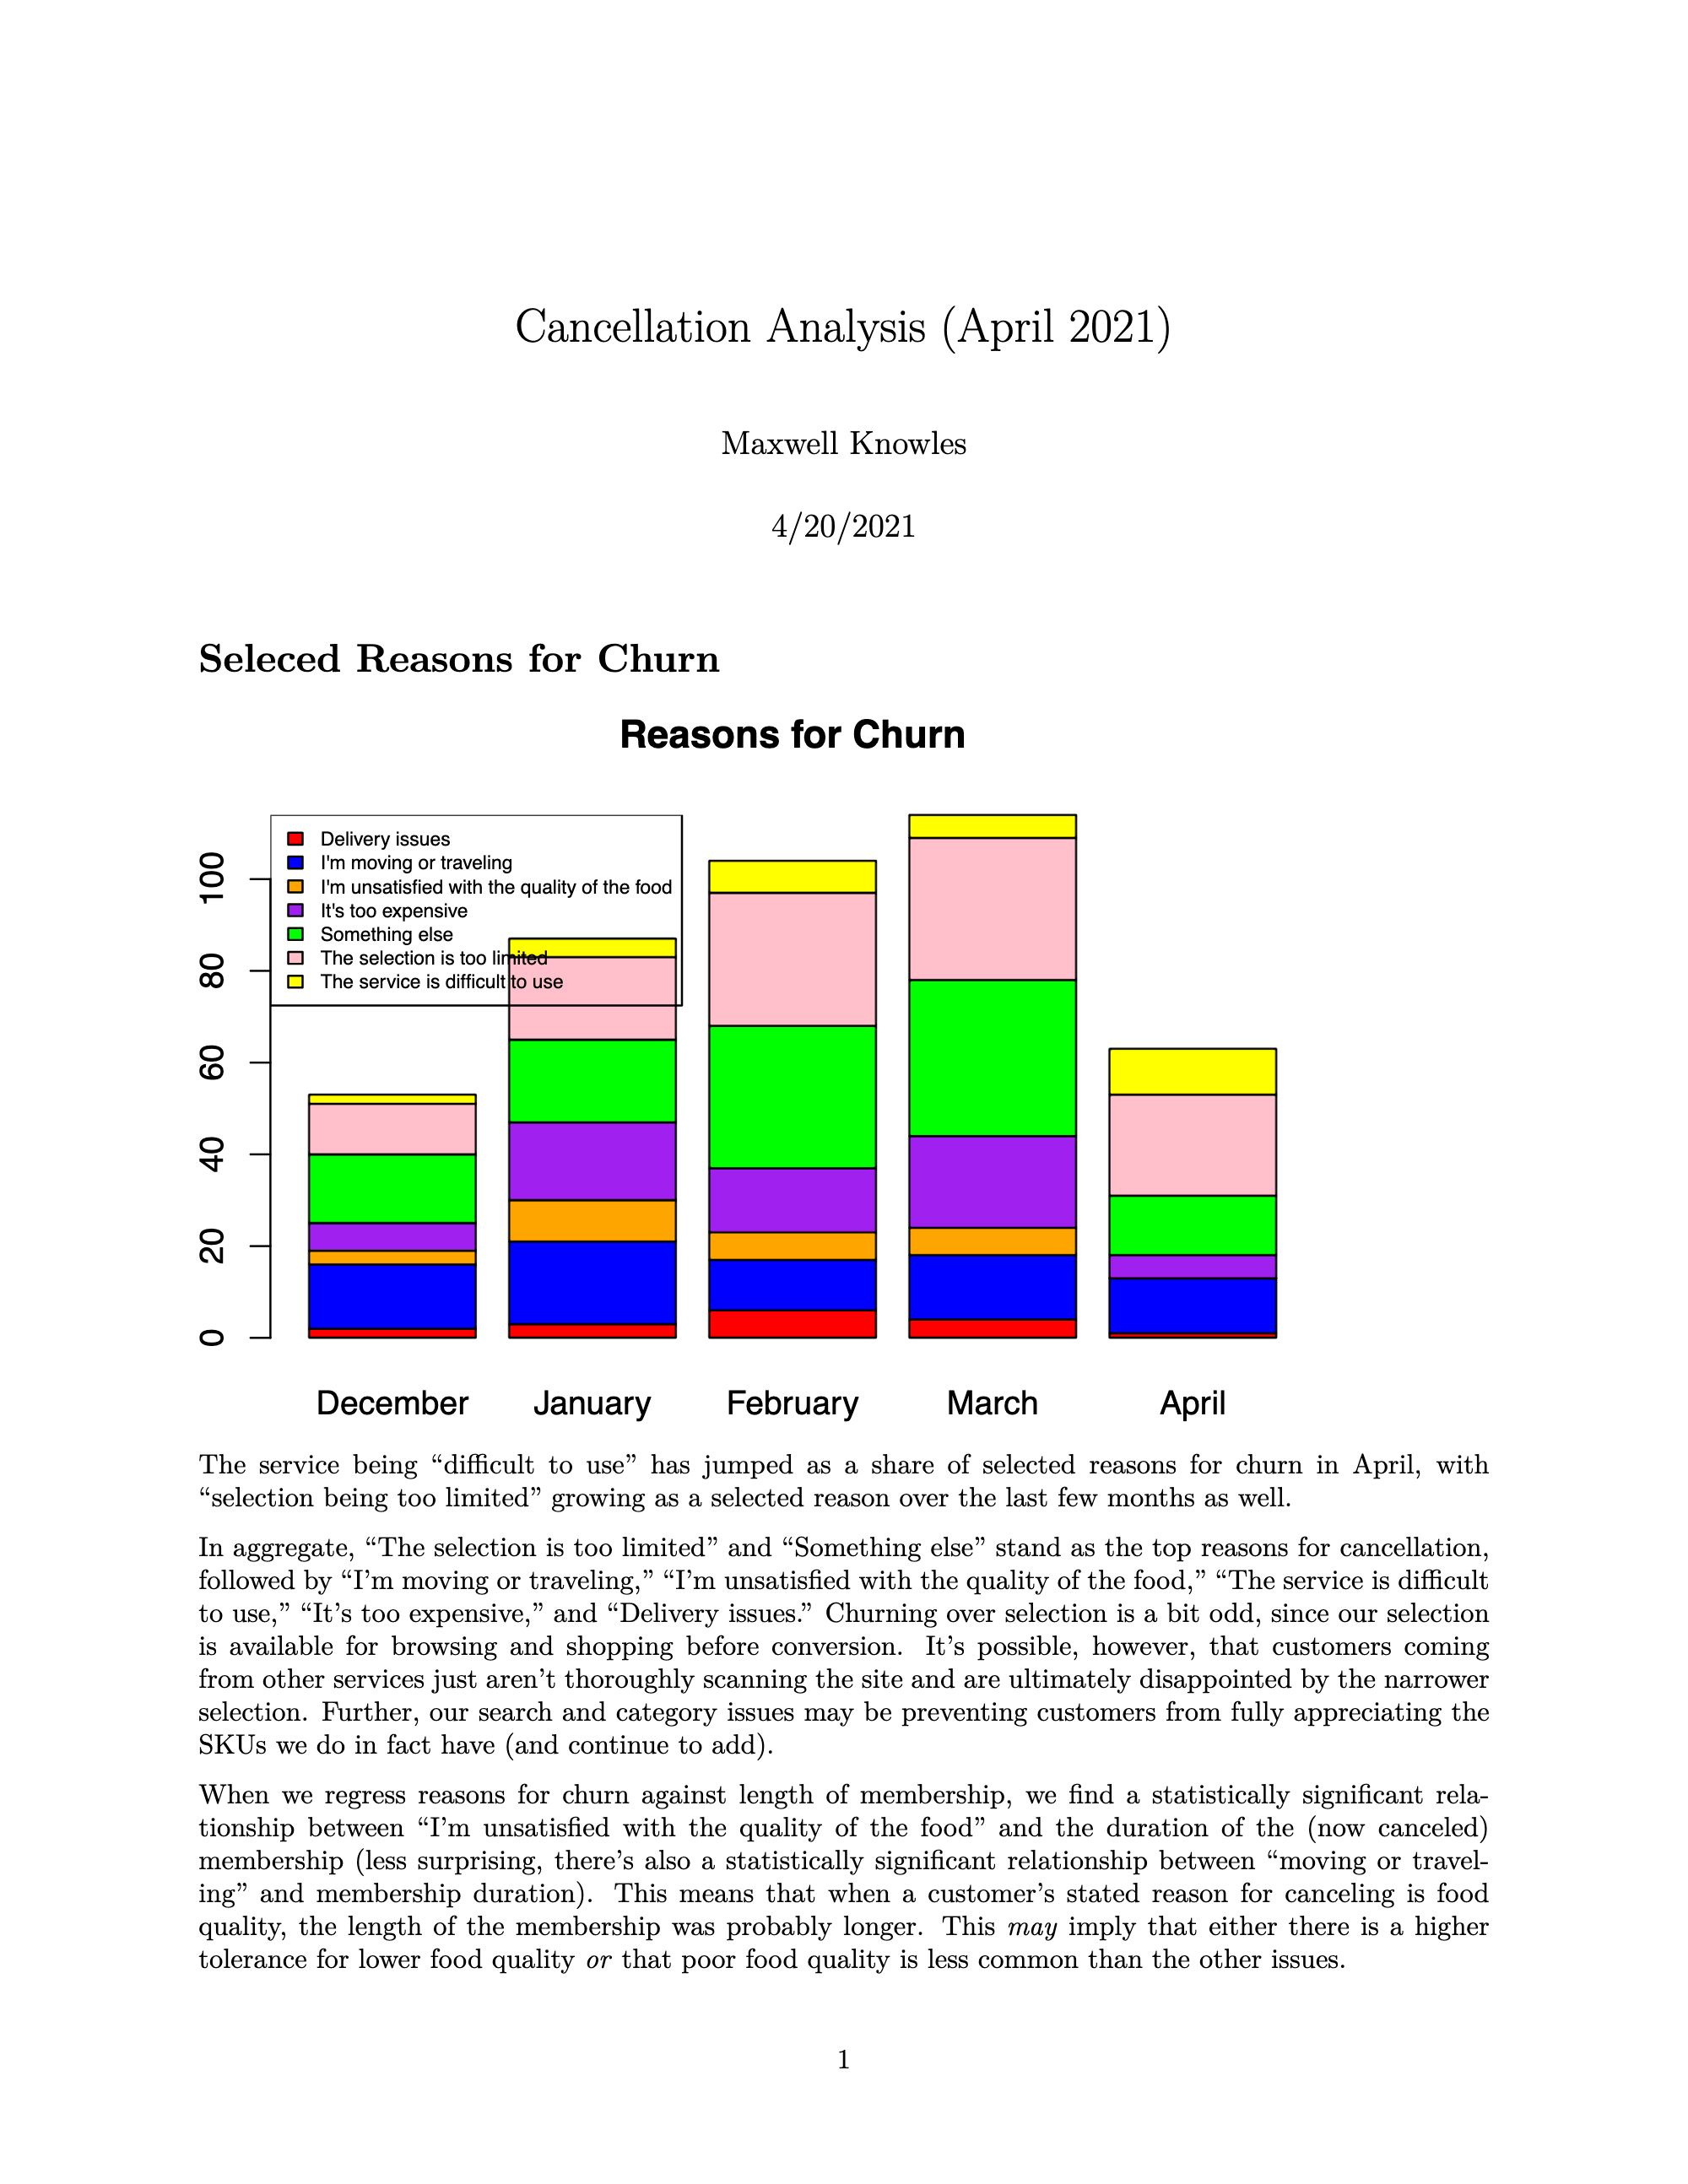 Cancellation Analysis (April 2021)
Maxwell Knowles
4/20/2021
Seleced Reasons for Churn
Reasons for Churn
Delivery issues
I'm moving or traveling
I'm unsatisfied with the quality of the food
It's too expensive
Something else
The selection is too limited
The service is difficult to use
100
80
60
40
20
0
December January February March April
The service being “difficult to use” has jumped as a share of selected reasons for churn in April, with
“selection being too limited” growing as a selected reason over the last few months as well.
In aggregate, “The selection is too limited” and “Something else” stand as the top reasons for cancellation,
followed by “I’m moving or traveling,” “I’m unsatisfied with the quality of the food,” “The service is difficult
to use,” “It’s too expensive,” and “Delivery issues.” Churning over selection is a bit odd, since our selection
is available for browsing and shopping before conversion. It’s possible, however, that customers coming
from other services just aren’t thoroughly scanning the site and are ultimately disappointed by the narrower
selection. Further, our search and category issues may be preventing customers from fully appreciating the
SKUs we do in fact have (and continue to add).
When we regress reasons for churn against length of membership, we find a statistically significant rela-
tionship between “I’m unsatisfied with the quality of the food” and the duration of the (now canceled)
membership (less surprising, there’s also a statistically significant relationship between “moving or travel-
ing” and membership duration). This means that when a customer’s stated reason for canceling is food
quality, the length of the membership was probably longer. This may imply that either there is a higher
tolerance for lower food quality or that poor food quality is less common than the other issues.
1